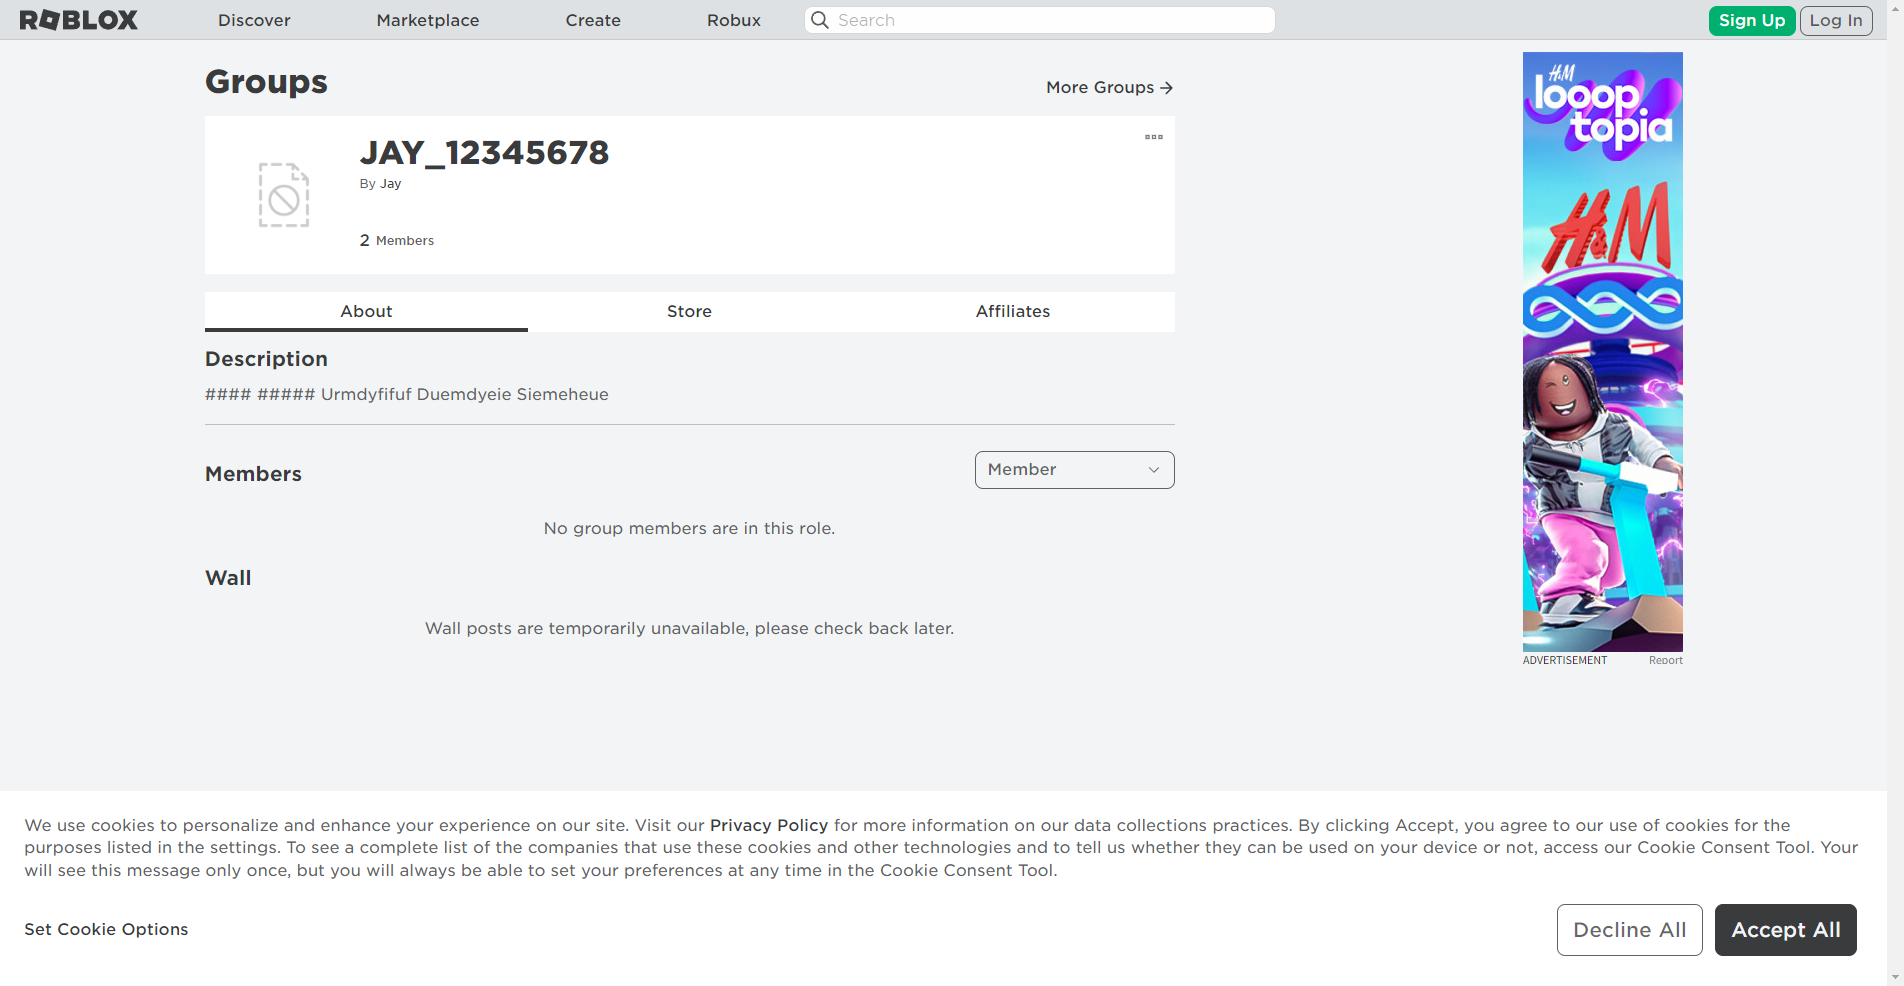 ROBLOX Discover Marketplace Create Robux Search Sign Up Log In
Groups
More Groups
JAY_12345678
By Jay
2 Members
About Store Affiliates
Description
#### ##### Urmdyfifuf Duemdyeie Siemeheue
Members
Member
No group members are in this role.
Wall
Wall posts are temporarily unavailable, please check back later.
H&M
looop
topia
H&M
ADVERTISEMENT Report
We use cookies to personalize and enhance your experience on our site. Visit our Privacy Policy for more information on our data collections practices. By clicking Accept, you agree to our use of cookies for the
purposes listed in the settings. To see a complete list of the companies that use these cookies and other technologies and to tell us whether they can be used on your device or not, access our Cookie Consent Tool. Your
will see this message only once, but you will always be able to set your preferences at any time in the Cookie Consent Tool.
Set Cookie Options
Decline All
Accept All